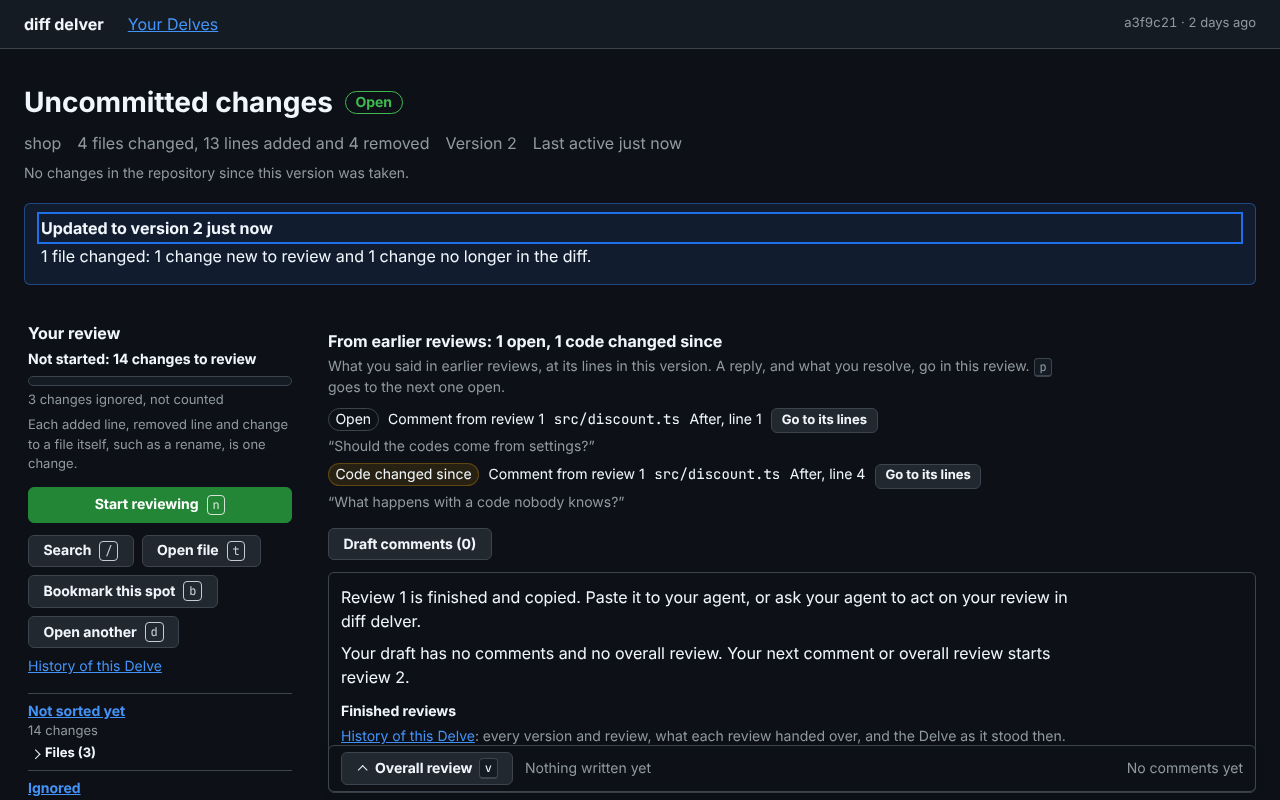 diff delver Your Delves a3f9c21 · 2 days ago
Uncommitted changes Open
shop 4 files changed, 13 lines added and 4 removed Version 2 Last active just now
No changes in the repository since this version was taken.
Updated to version 2 just now
1 file changed: 1 change new to review and 1 change no longer in the diff.
Your review
Not started: 14 changes to review
3 changes ignored, not counted
Each added line, removed line and change
to a file itself, such as a rename, is one
change.
Start reviewing n
Search / Open file t
Bookmark this spot b
Open another d
History of this Delve
Not sorted yet
14 changes
Files (3)
Ignored
From earlier reviews: 1 open, 1 code changed since
What you said in earlier reviews, at its lines in this version. A reply, and what you resolve, go in this review. p
goes to the next one open.
Open Comment from review 1 src/discount.ts After, line 1 Go to its lines
“Should the codes come from settings?”
Code changed since Comment from review 1 src/discount.ts After, line 4 Go to its lines
“What happens with a code nobody knows?”
Draft comments (0)
Review 1 is finished and copied. Paste it to your agent, or ask your agent to act on your review in
diff delver.
Your draft has no comments and no overall review. Your next comment or overall review starts
review 2.
Finished reviews
History of this Delve: every version and review, what each review handed over, and the Delve as it stood then.
Overall review v Nothing written yet No comments yet